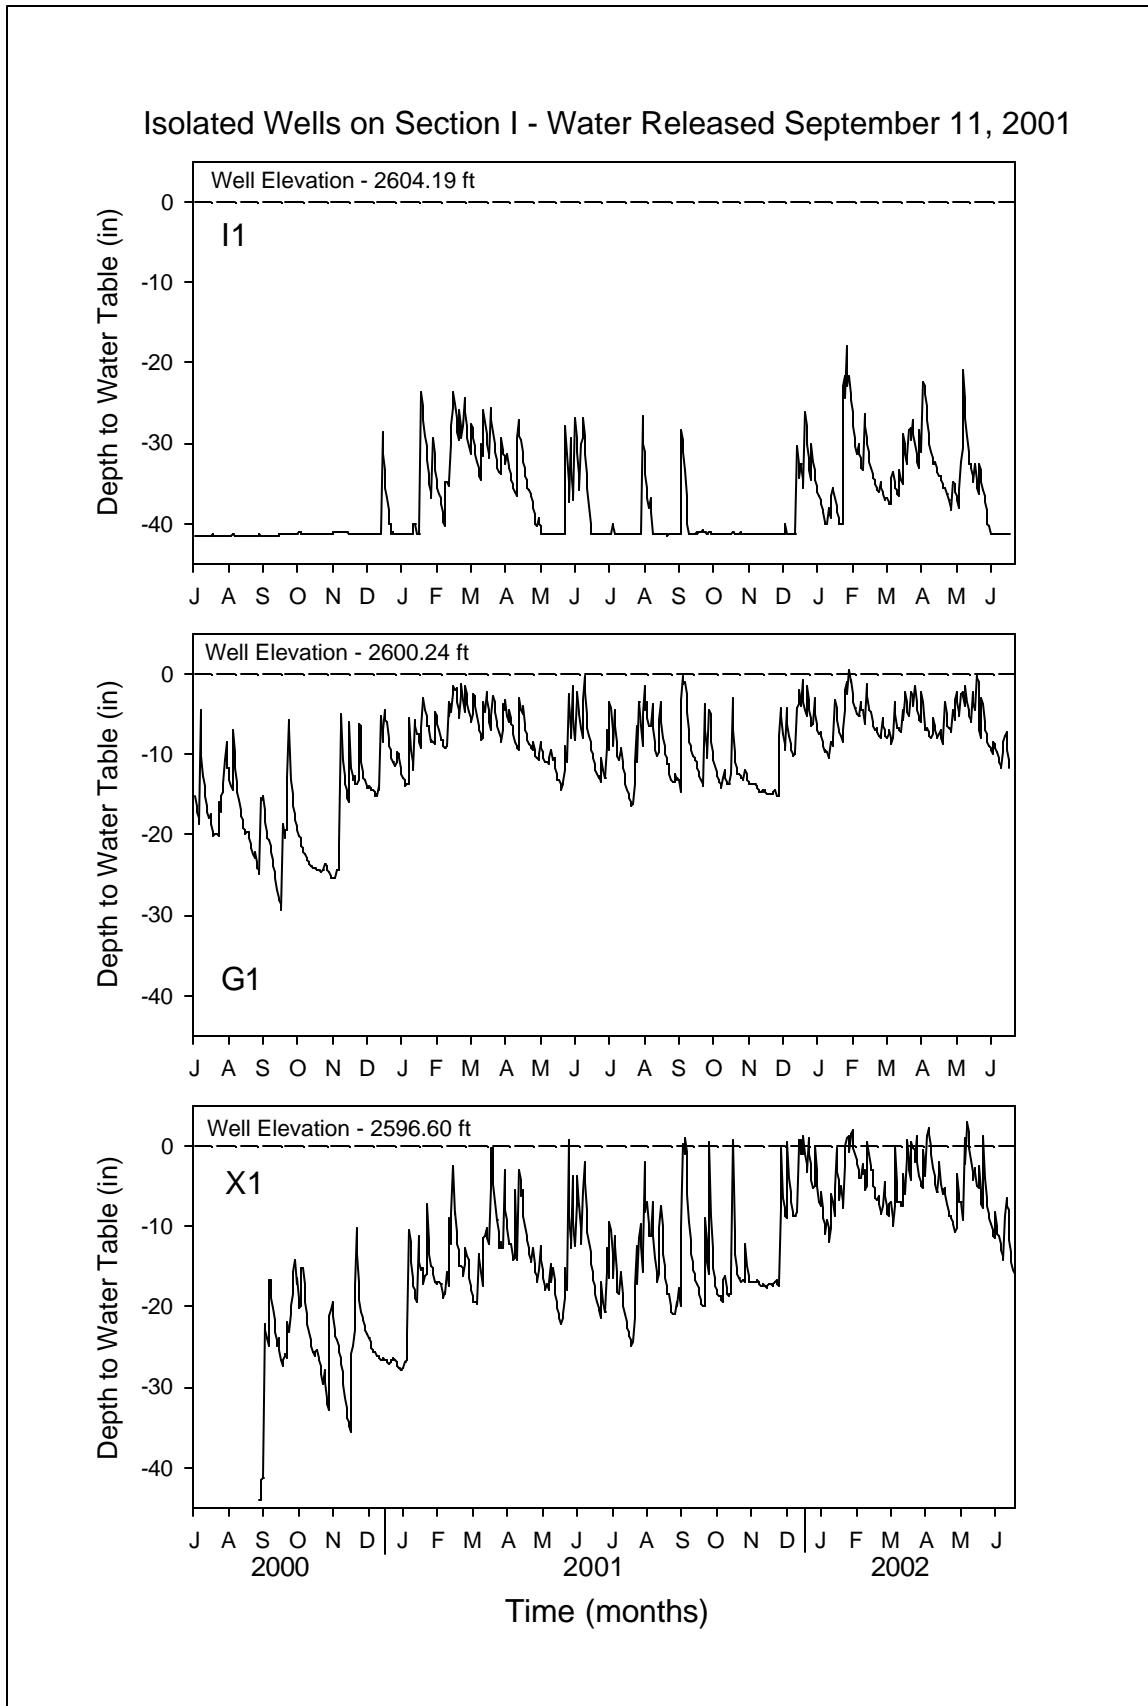 Isolated Wells on Section I - Water Released September 11, 2001
Well Elevation - 2604.19 ft
I1
Depth to Water Table (in)
0
-10
-20
-30
-40
J A S O N D J F M A M J J A S O N D J F M A M J
Well Elevation - 2600.24 ft
G1
Depth to Water Table (in)
0
-10
-20
-30
-40
J A S O N D J F M A M J J A S O N D J F M A M J
Well Elevation - 2596.60 ft
X1
Depth to Water Table (in)
0
-10
-20
-30
-40
J A S O N D J F M A M J J A S O N D J F M A M J
2000 2001 2002
Time (months)